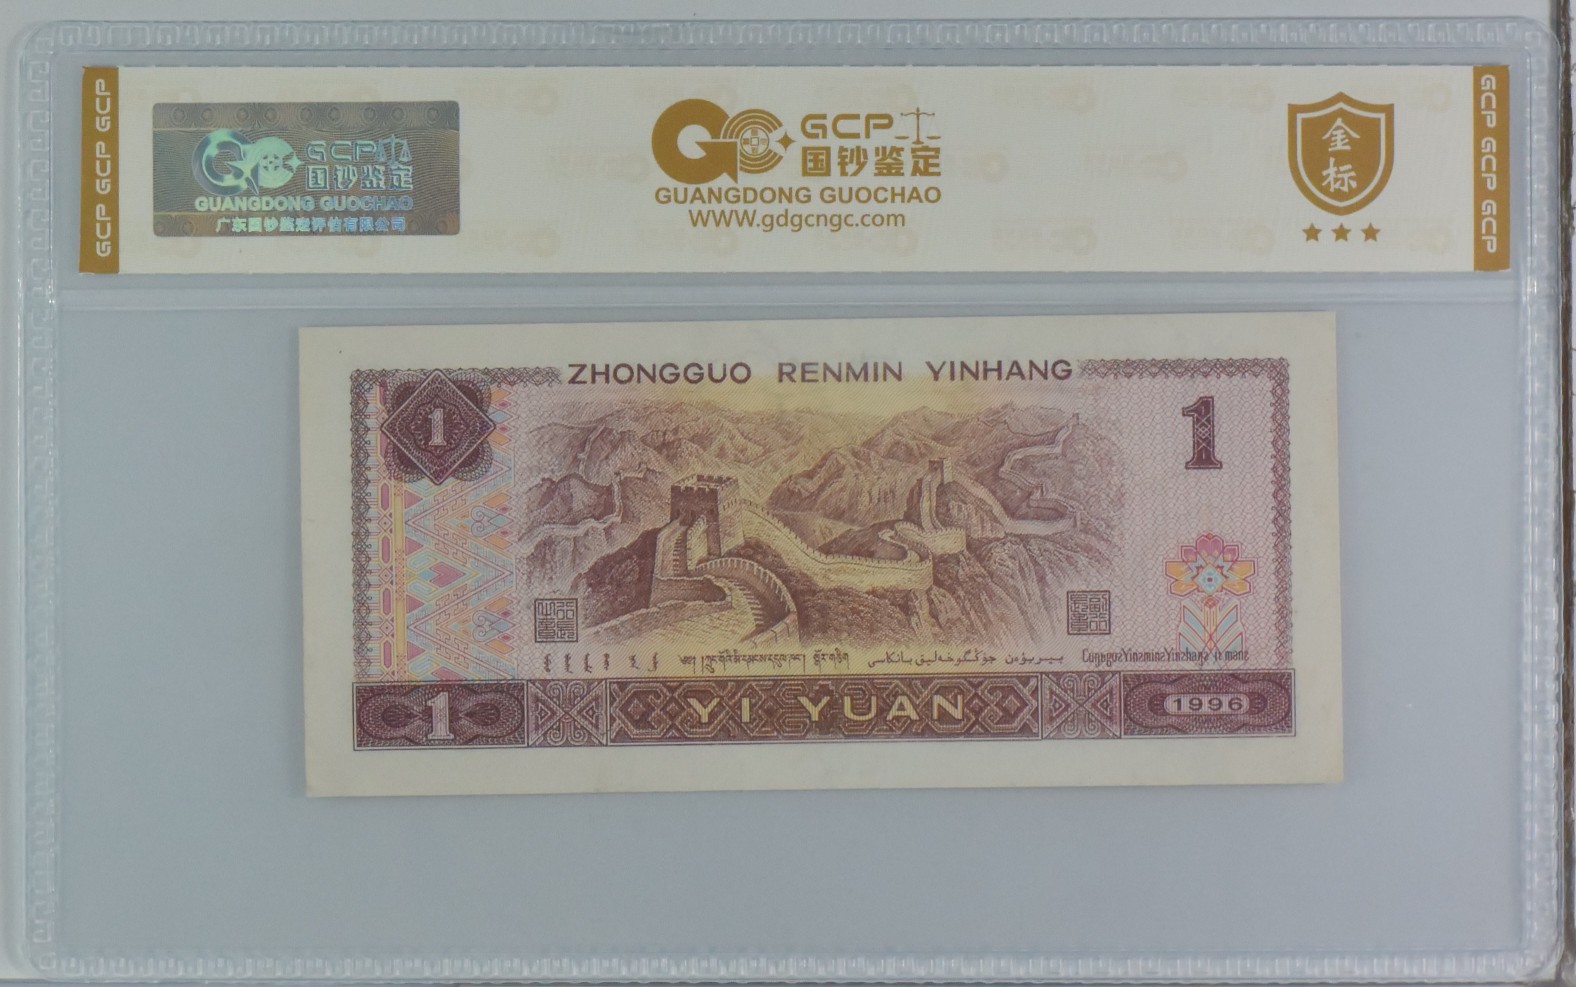 GCP GCP GCP
GCP
国钞鉴定
GUANGDONG GUOCHAO
广东国钞鉴定评估有限公司
GCP
国钞鉴定
GUANGDONG GUOCHAO
WWW.gdgcngc.com
金
标
GCP GCP GCP
ZHONGGUO RENMIN YINHANG
1
1
1
YI YUAN
1996